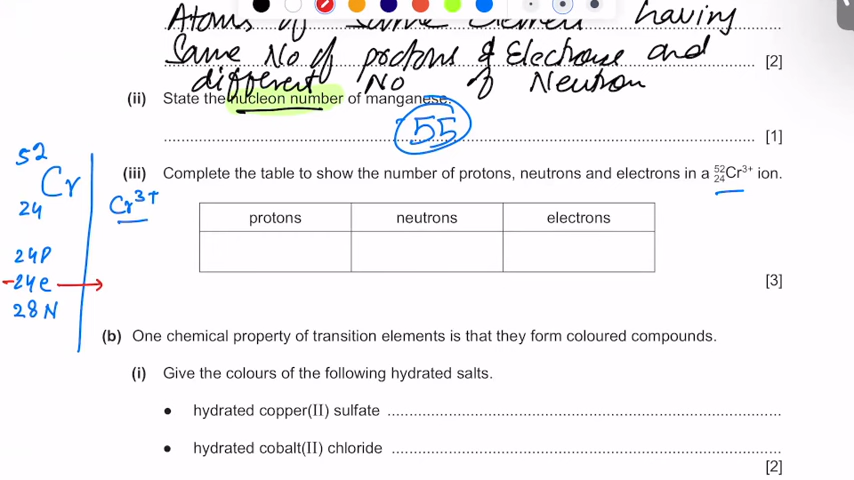 Atoms of same Element having
Same No of protons & Electrons and [2]
different No of Neutron
(ii) State the nucleon number of manganese.
55 [1]
(iii) Complete the table to show the number of protons, neutrons and electrons in a ⁵²₂₄Cr³⁺ ion.
52
Cr
24
Cr³⁺
protons neutrons electrons
24P
-24e
28N
[3]
(b) One chemical property of transition elements is that they form coloured compounds.
(i) Give the colours of the following hydrated salts.
● hydrated copper(II) sulfate
● hydrated cobalt(II) chloride
[2]